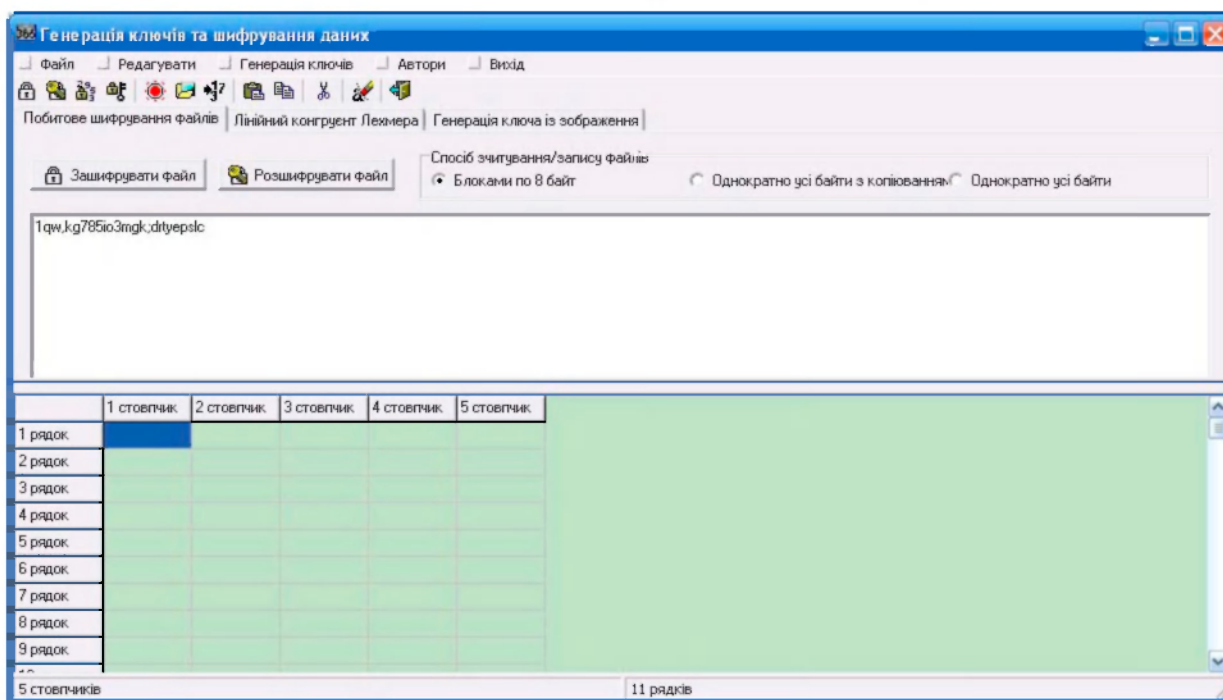 Генерація ключів та шифрування даних
Файл Редагувати Генерація ключів Автори Вихід
Побитове шифрування файлів Лінійний конгруент Лехмера Генерація ключа із зображення
Спосіб зчитування/запису файлів
Зашифрувати файл Розшифрувати файл Блоками по 8 байт Однократно усі байти з копіюванням Однократно усі байти
1qw,kg785io3mgk;drtyepslc
1 стовпчик 2 стовпчик 3 стовпчик 4 стовпчик 5 стовпчик
1 рядок
2 рядок
3 рядок
4 рядок
5 рядок
6 рядок
7 рядок
8 рядок
9 рядок
5 стовпчиків 11 рядків